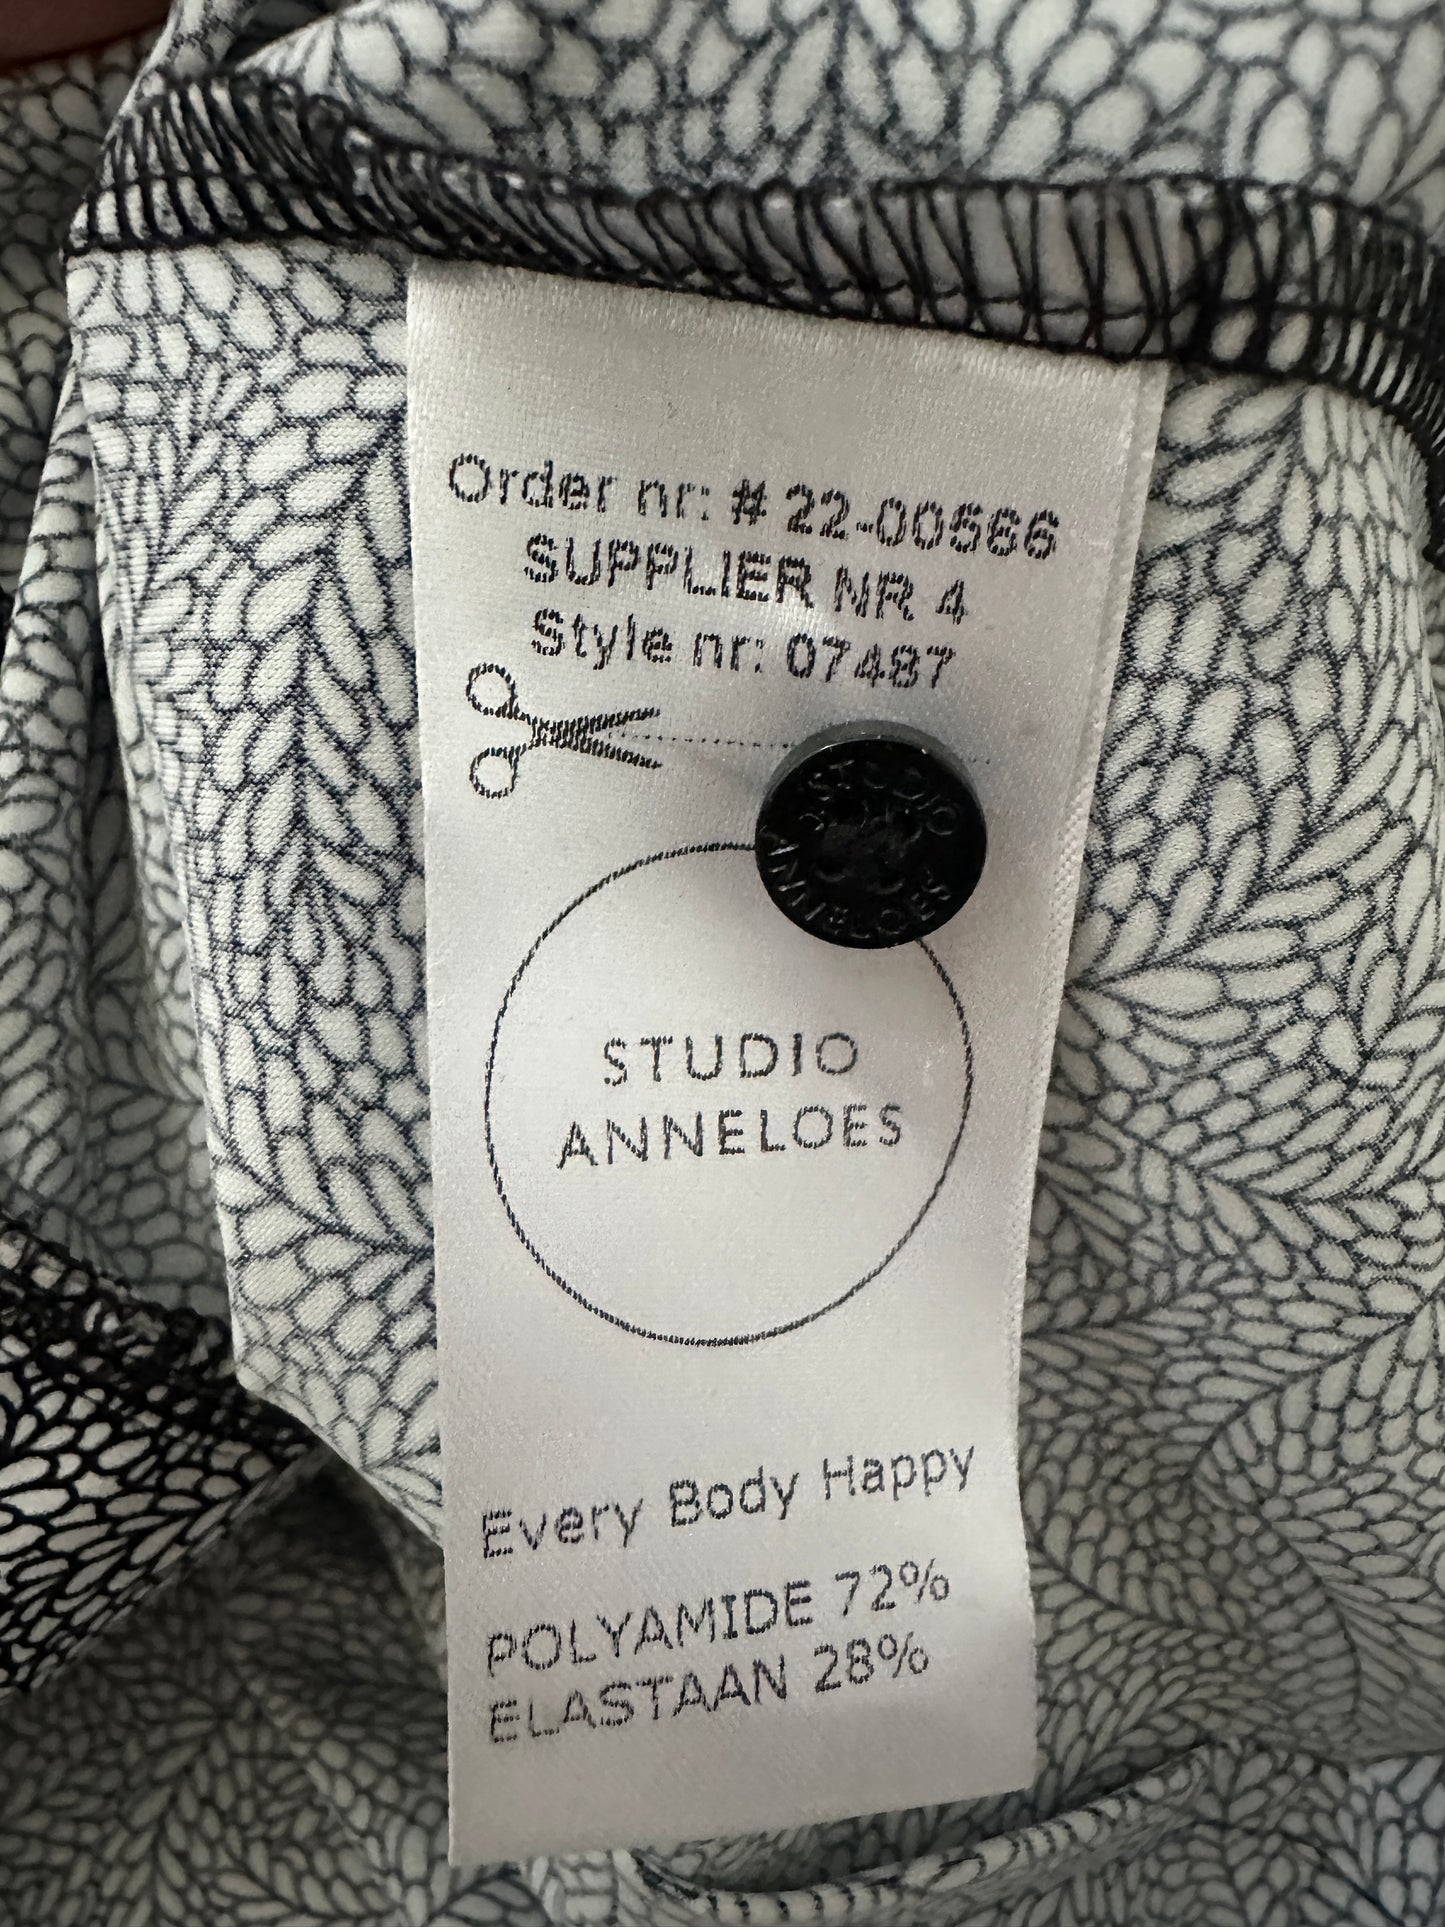 Order nr: # 22-00566
SUPPLIER NR 4
Style nr: 07487
STUDIO
ANNELOES
STUDIO
ANNELOES
Every Body Happy
POLYAMIDE 72%
ELASTAAN 28%